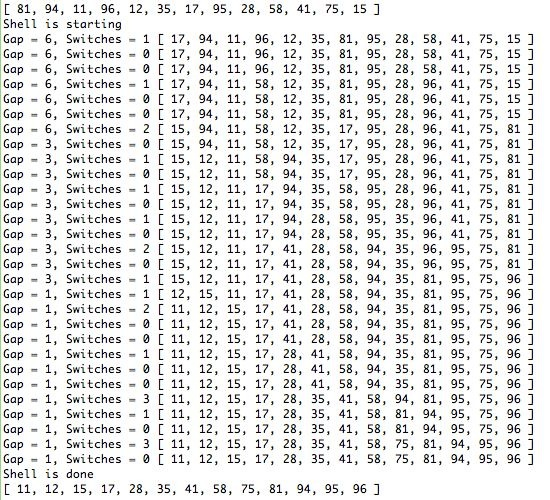 [ 81, 94, 11, 96, 12, 35, 17, 95, 28, 58, 41, 75, 15 ]
Shell is starting
Gap = 6, Switches = 1 [ 17, 94, 11, 96, 12, 35, 81, 95, 28, 58, 41, 75, 15 ]
Gap = 6, Switches = 0 [ 17, 94, 11, 96, 12, 35, 81, 95, 28, 58, 41, 75, 15 ]
Gap = 6, Switches = 0 [ 17, 94, 11, 96, 12, 35, 81, 95, 28, 58, 41, 75, 15 ]
Gap = 6, Switches = 1 [ 17, 94, 11, 58, 12, 35, 81, 95, 28, 96, 41, 75, 15 ]
Gap = 6, Switches = 0 [ 17, 94, 11, 58, 12, 35, 81, 95, 28, 96, 41, 75, 15 ]
Gap = 6, Switches = 0 [ 17, 94, 11, 58, 12, 35, 81, 95, 28, 96, 41, 75, 15 ]
Gap = 6, Switches = 2 [ 15, 94, 11, 58, 12, 35, 17, 95, 28, 96, 41, 75, 81 ]
Gap = 3, Switches = 0 [ 15, 94, 11, 58, 12, 35, 17, 95, 28, 96, 41, 75, 81 ]
Gap = 3, Switches = 1 [ 15, 12, 11, 58, 94, 35, 17, 95, 28, 96, 41, 75, 81 ]
Gap = 3, Switches = 0 [ 15, 12, 11, 58, 94, 35, 17, 95, 28, 96, 41, 75, 81 ]
Gap = 3, Switches = 1 [ 15, 12, 11, 17, 94, 35, 58, 95, 28, 96, 41, 75, 81 ]
Gap = 3, Switches = 0 [ 15, 12, 11, 17, 94, 35, 58, 95, 28, 96, 41, 75, 81 ]
Gap = 3, Switches = 1 [ 15, 12, 11, 17, 94, 28, 58, 95, 35, 96, 41, 75, 81 ]
Gap = 3, Switches = 0 [ 15, 12, 11, 17, 94, 28, 58, 95, 35, 96, 41, 75, 81 ]
Gap = 3, Switches = 2 [ 15, 12, 11, 17, 41, 28, 58, 94, 35, 96, 95, 75, 81 ]
Gap = 3, Switches = 0 [ 15, 12, 11, 17, 41, 28, 58, 94, 35, 96, 95, 75, 81 ]
Gap = 3, Switches = 1 [ 15, 12, 11, 17, 41, 28, 58, 94, 35, 81, 95, 75, 96 ]
Gap = 1, Switches = 1 [ 12, 15, 11, 17, 41, 28, 58, 94, 35, 81, 95, 75, 96 ]
Gap = 1, Switches = 2 [ 11, 12, 15, 17, 41, 28, 58, 94, 35, 81, 95, 75, 96 ]
Gap = 1, Switches = 0 [ 11, 12, 15, 17, 41, 28, 58, 94, 35, 81, 95, 75, 96 ]
Gap = 1, Switches = 0 [ 11, 12, 15, 17, 41, 28, 58, 94, 35, 81, 95, 75, 96 ]
Gap = 1, Switches = 1 [ 11, 12, 15, 17, 28, 41, 58, 94, 35, 81, 95, 75, 96 ]
Gap = 1, Switches = 0 [ 11, 12, 15, 17, 28, 41, 58, 94, 35, 81, 95, 75, 96 ]
Gap = 1, Switches = 0 [ 11, 12, 15, 17, 28, 41, 58, 94, 35, 81, 95, 75, 96 ]
Gap = 1, Switches = 3 [ 11, 12, 15, 17, 28, 35, 41, 58, 94, 81, 95, 75, 96 ]
Gap = 1, Switches = 1 [ 11, 12, 15, 17, 28, 35, 41, 58, 81, 94, 95, 75, 96 ]
Gap = 1, Switches = 0 [ 11, 12, 15, 17, 28, 35, 41, 58, 81, 94, 95, 75, 96 ]
Gap = 1, Switches = 3 [ 11, 12, 15, 17, 28, 35, 41, 58, 75, 81, 94, 95, 96 ]
Gap = 1, Switches = 0 [ 11, 12, 15, 17, 28, 35, 41, 58, 75, 81, 94, 95, 96 ]
Shell is done
[ 11, 12, 15, 17, 28, 35, 41, 58, 75, 81, 94, 95, 96 ]